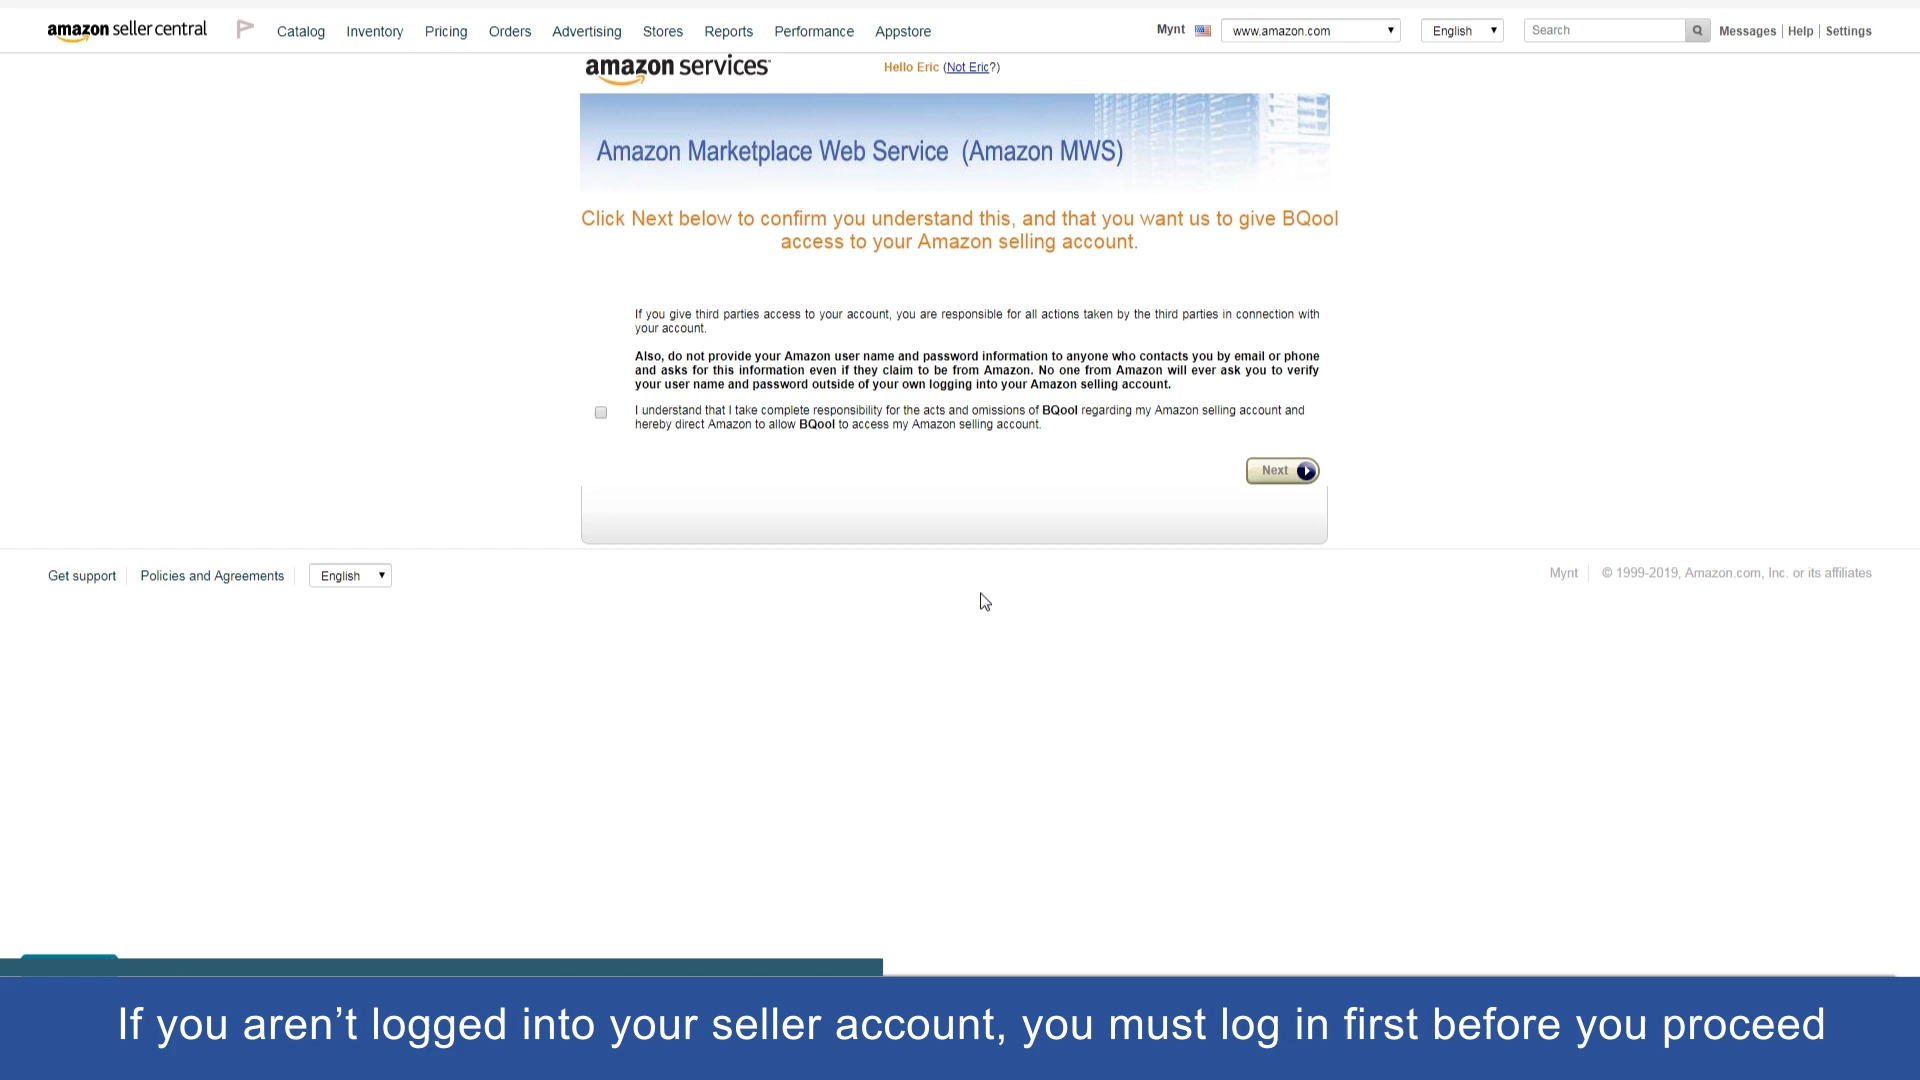 amazon seller central Catalog Inventory Pricing Orders Advertising Stores Reports Performance Appstore Mynt www.amazon.com English Search Messages | Help | Settings
amazon services Hello Eric (Not Eric?)
Amazon Marketplace Web Service (Amazon MWS)
Click Next below to confirm you understand this, and that you want us to give BQool
access to your Amazon selling account.
If you give third parties access to your account, you are responsible for all actions taken by the third parties in connection with
your account.
Also, do not provide your Amazon user name and password information to anyone who contacts you by email or phone
and asks for this information even if they claim to be from Amazon. No one from Amazon will ever ask you to verify
your user name and password outside of your own logging into your Amazon selling account.
I understand that I take complete responsibility for the acts and omissions of BQool regarding my Amazon selling account and
hereby direct Amazon to allow BQool to access my Amazon selling account.
Next
Get support Policies and Agreements English Mynt © 1999-2019, Amazon.com, Inc. or its affiliates
If you aren’t logged into your seller account, you must log in first before you proceed